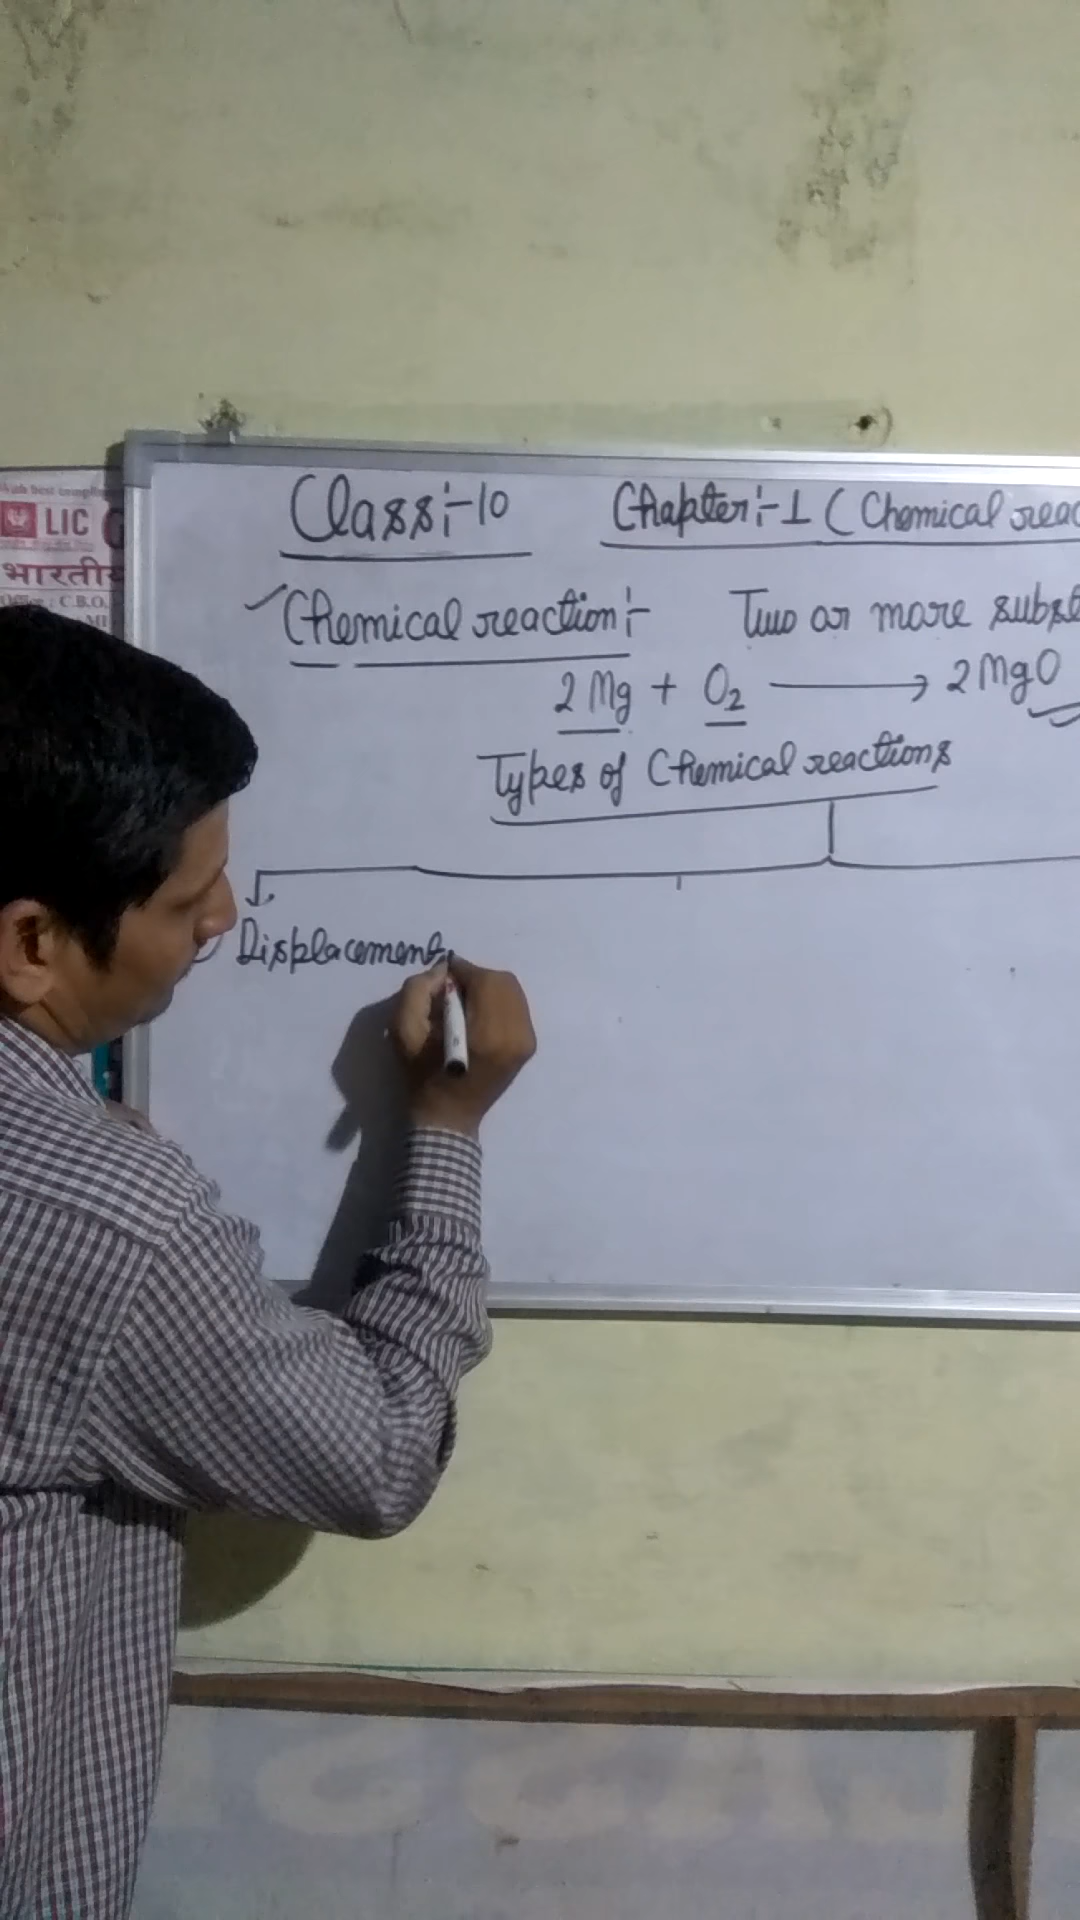 Class:-10 Chapter:-1 (Chemical reac
Chemical reaction:- Two or more subst
2Mg + O₂ → 2MgO
Types of Chemical reactions
Displacement
LIC
भारतीय
C.B.O.